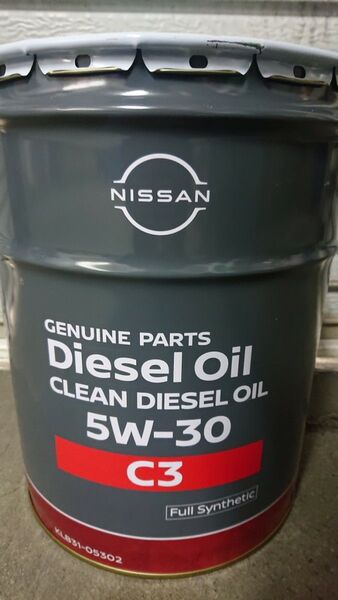 NISSAN
GENUINE PARTS
Diesel Oil
CLEAN DIESEL OIL
5W-30
C3
Full Synthetic
KLB31-05302